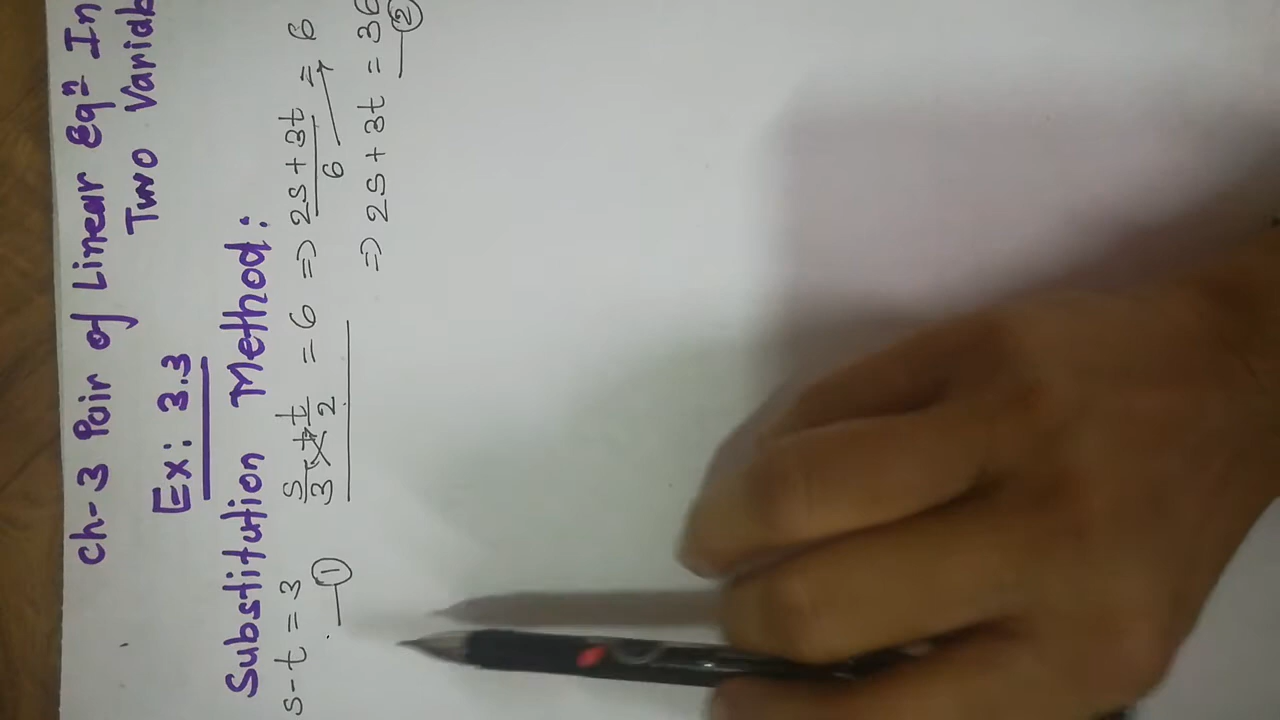 Ch-3 Pair of Linear Eqⁿ In
Two Variab
Ex: 3.3
Substitution Method:
s-t = 3 s/3 + t/2 = 6 => 2s+3t/6 = 6
①
=> 2s + 3t = 36
②